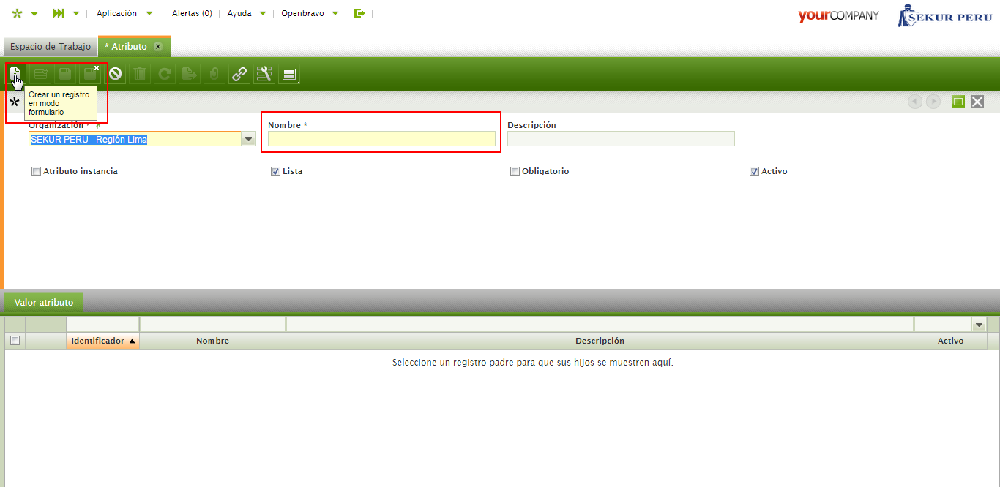 Aplicación Alertas (0) Ayuda Openbravo
yourCOMPANY SEKUR PERU
Espacio de Trabajo * Atributo x
Crear un registro
en modo
formulario
Organización * Nombre * Descripción
SEKUR PERU - Región Lima
Atributo instancia Lista Obligatorio Activo
Valor atributo
Identificador Nombre Descripción Activo
Seleccione un registro padre para que sus hijos se muestren aquí.